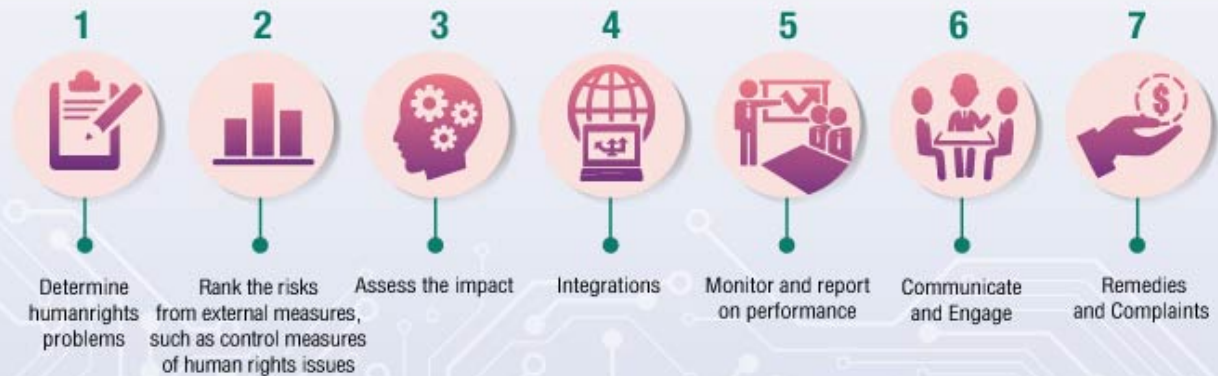 1 2 3 4 5 6 7
$
Determine
humanrights
problems
Rank the risks
from external measures,
such as control measures
of human rights issues
Assess the impact
Integrations
Monitor and report
on performance
Communicate
and Engage
Remedies
and Complaints